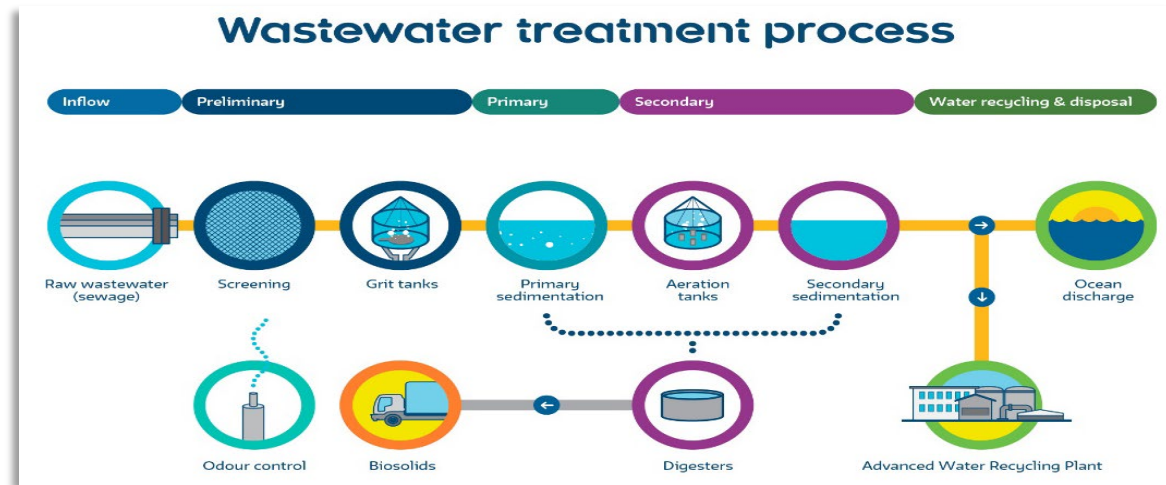 Wastewater treatment process
Inflow
Preliminary
Primary
Secondary
Water recycling & disposal
Raw wastewater
(sewage)
Screening
Grit tanks
Primary
sedimentation
Aeration
tanks
Secondary
sedimentation
Ocean
discharge
Odour control
Biosolids
Digesters
Advanced Water Recycling Plant